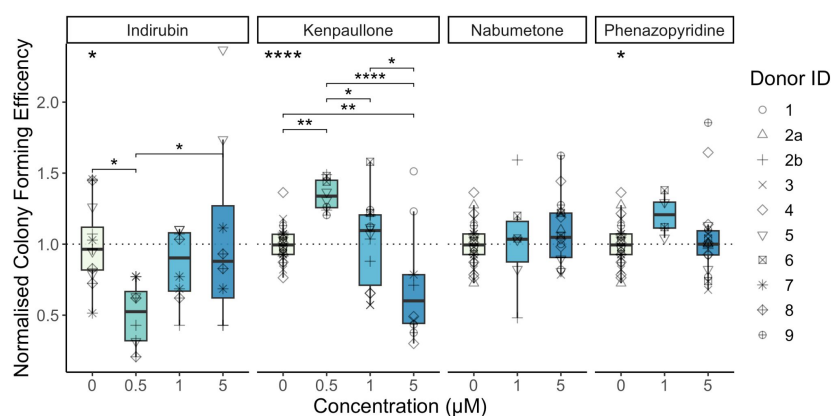 Indirubin Kenpaullone Nabumetone Phenazopyridine
* **** *
* 
****
*
**
**
* *
Normalised Colony Forming Efficency
2.0
1.5
1.0
0.5
0 0.5 1 5 0 0.5 1 5 0 1 5 0 1 5
Concentration (µM)
Donor ID
1
2a
2b
3
4
5
6
7
8
9